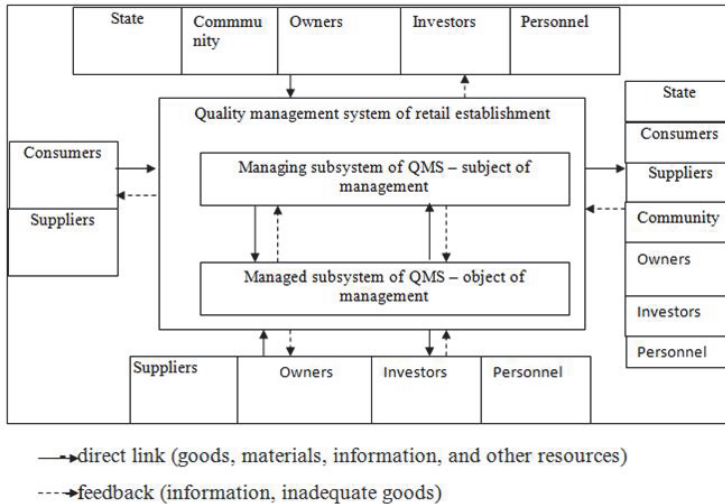 State
Commmu
nity
Owners
Investors
Personnel
Quality management system of retail establishment
State
Consumers
Suppliers
Community
Owners
Investors
Personnel
Consumers
Suppliers
Managing subsystem of QMS – subject of
management
Managed subsystem of QMS – object of
management
Suppliers
Owners
Investors
Personnel
direct link (goods, materials, information, and other resources)
feedback (information, inadequate goods)